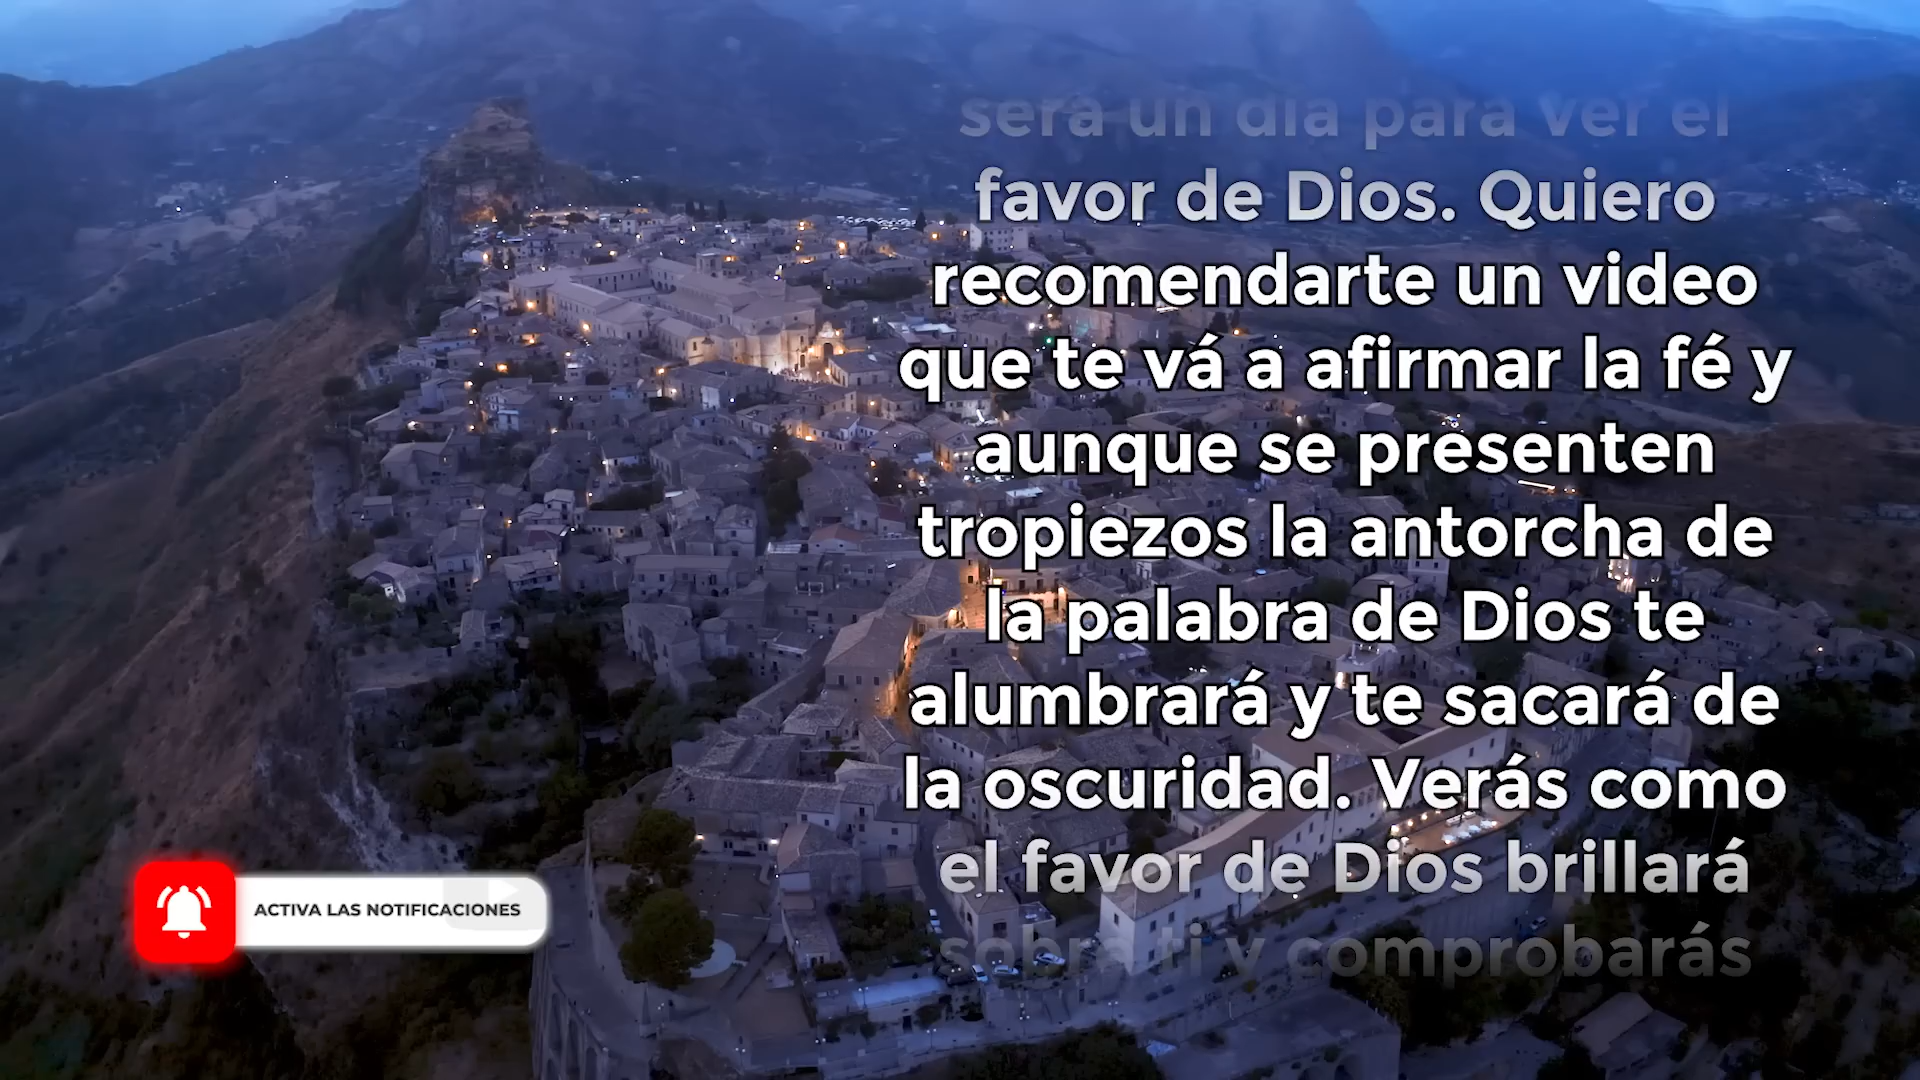 será un día para ver el
favor de Dios. Quiero
recomendarte un video
que te vá a afirmar la fé y
aunque se presenten
tropiezos la antorcha de
la palabra de Dios te
alumbrará y te sacará de
la oscuridad. Verás como
el favor de Dios brillará
sobre ti y comprobarás
ACTIVA LAS NOTIFICACIONES